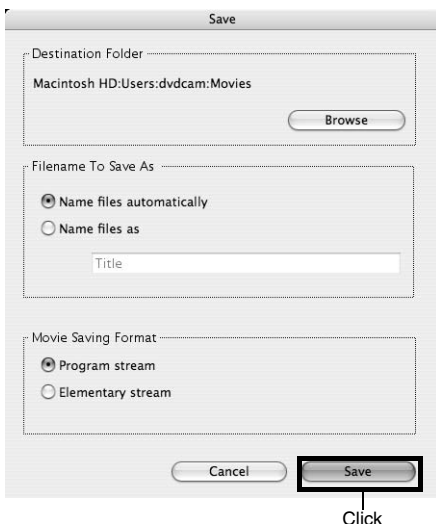 Save
Destination Folder
Macintosh HD:Users:dvdcam:Movies
Browse
Filename To Save As
Name files automatically
Name files as
Title
Movie Saving Format
Program stream
Elementary stream
Cancel
Save
Click